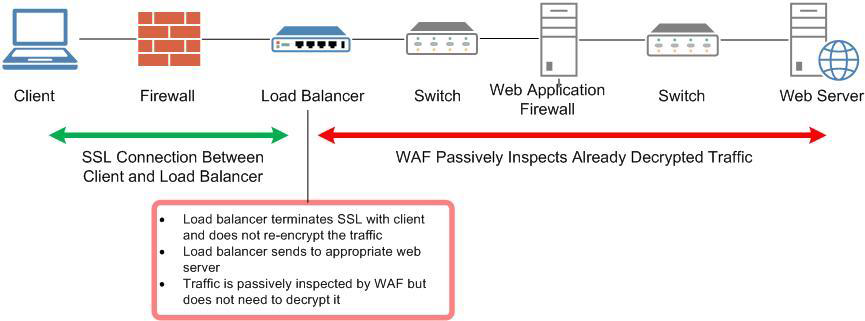 Client
Firewall
Load Balancer
Switch
Web Application
Firewall
Switch
Web Server
SSL Connection Between
Client and Load Balancer
WAF Passively Inspects Already Decrypted Traffic
• Load balancer terminates SSL with client
and does not re-encrypt the traffic
• Load balancer sends to appropriate web
server
• Traffic is passively inspected by WAF but
does not need to decrypt it